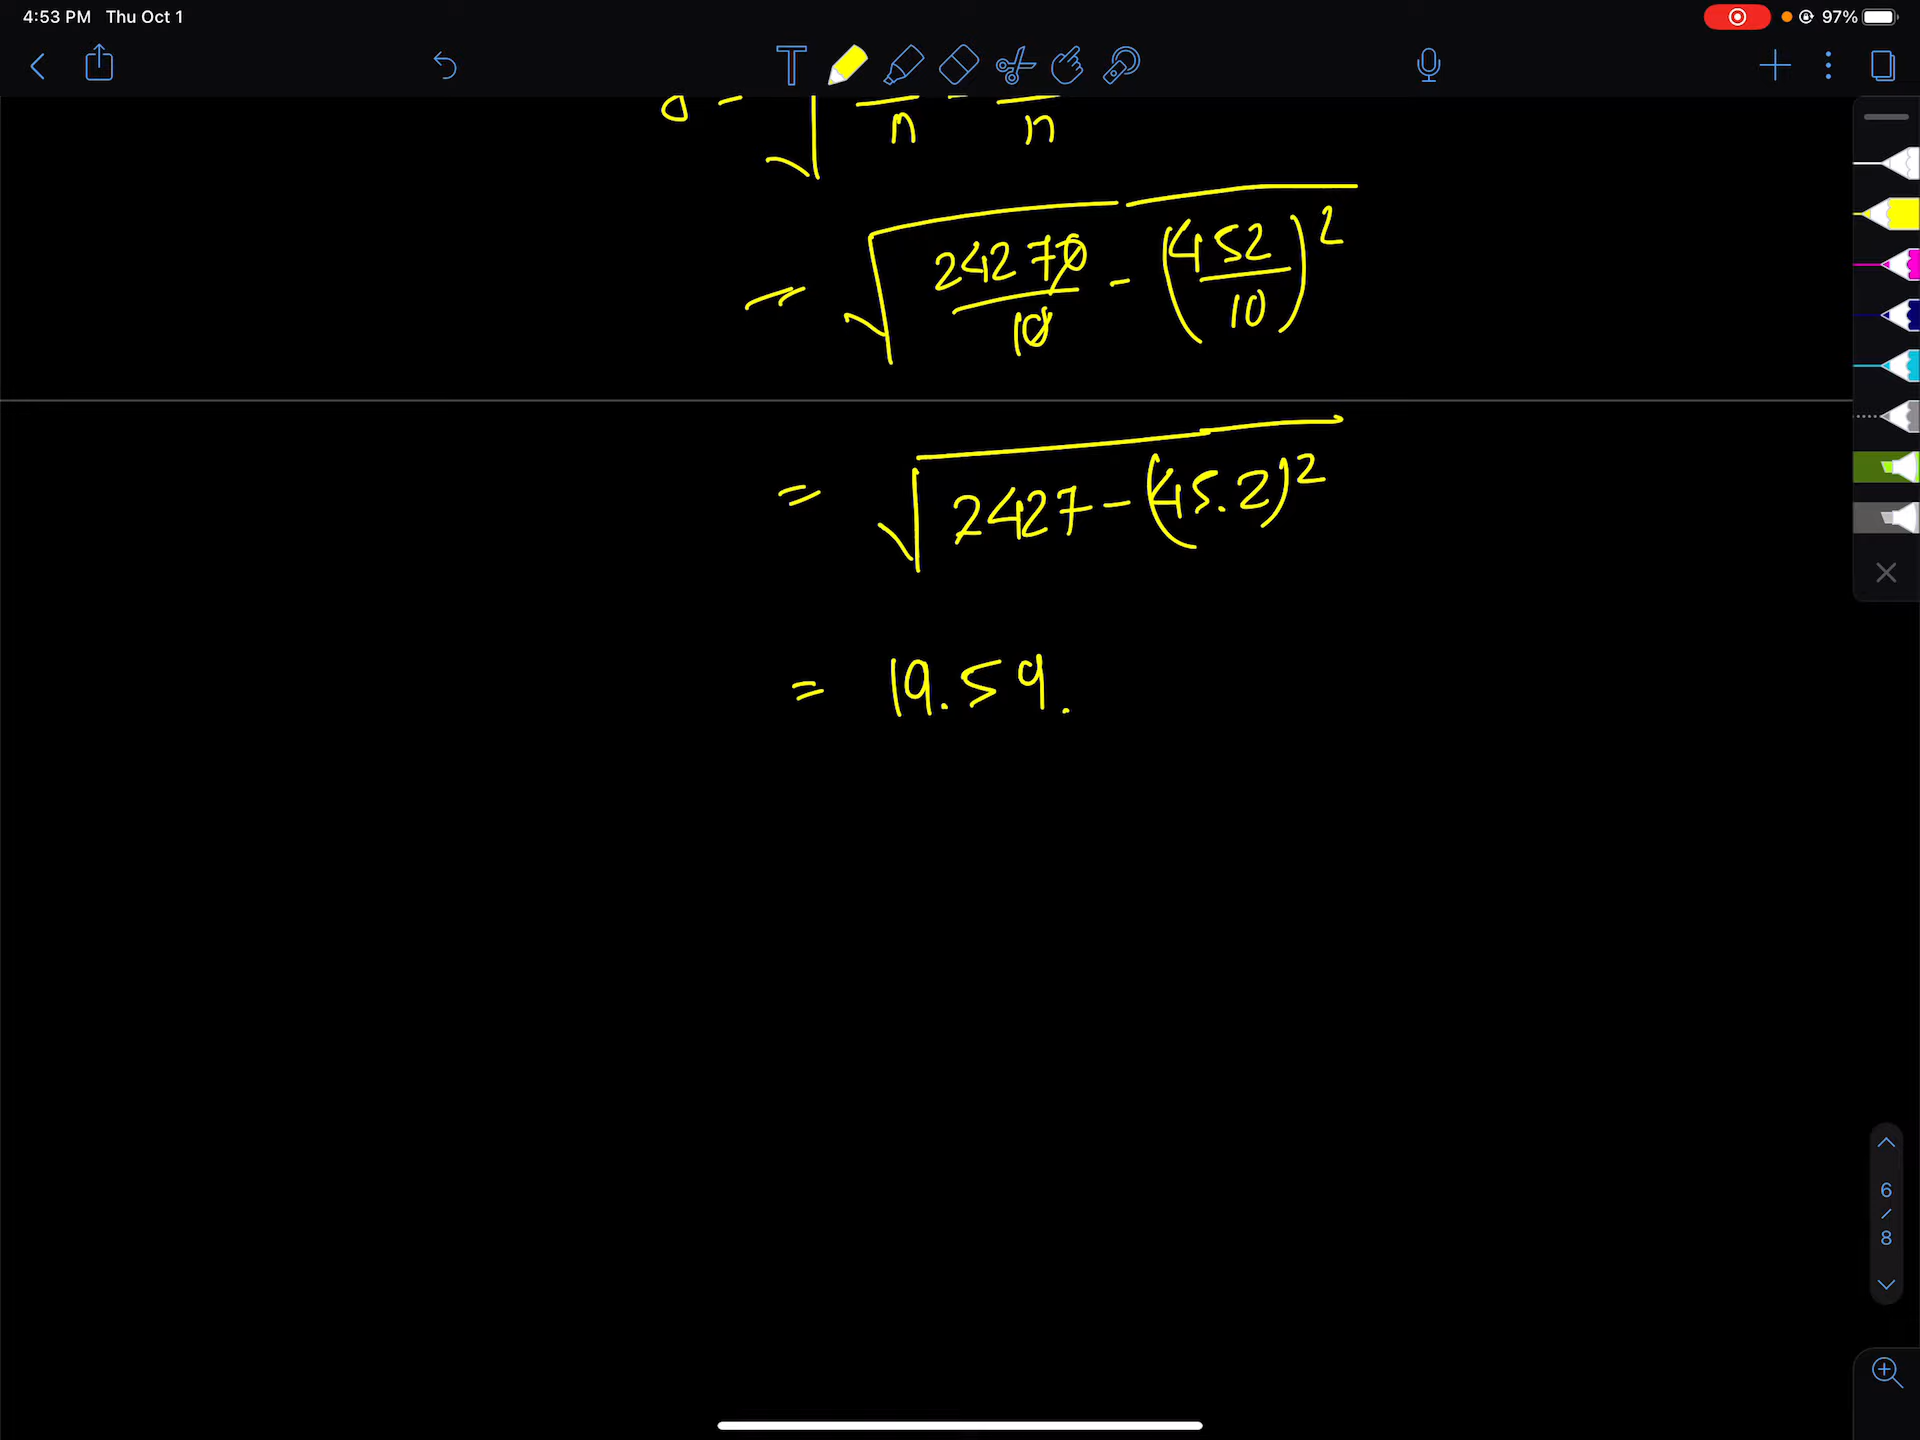 4:53 PM Thu Oct 1
97%
T
n n
= √ 24270/10 - (452/10)²
= √ 2427 - (45.2)²
= 19.59.
6
/
8